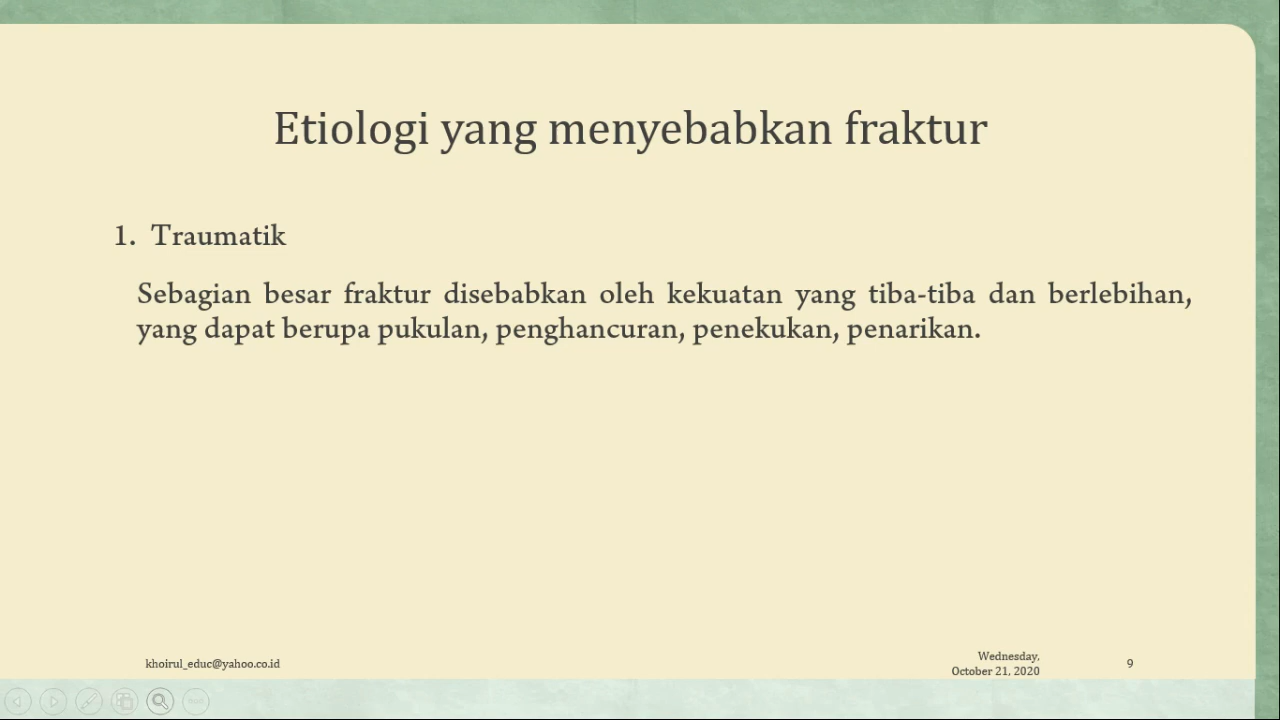 Etiologi yang menyebabkan fraktur
1. Traumatik
Sebagian besar fraktur disebabkan oleh kekuatan yang tiba-tiba dan berlebihan,
yang dapat berupa pukulan, penghancuran, penekukan, penarikan.
khoirul_educ@yahoo.co.id
Wednesday,
October 21, 2020
9